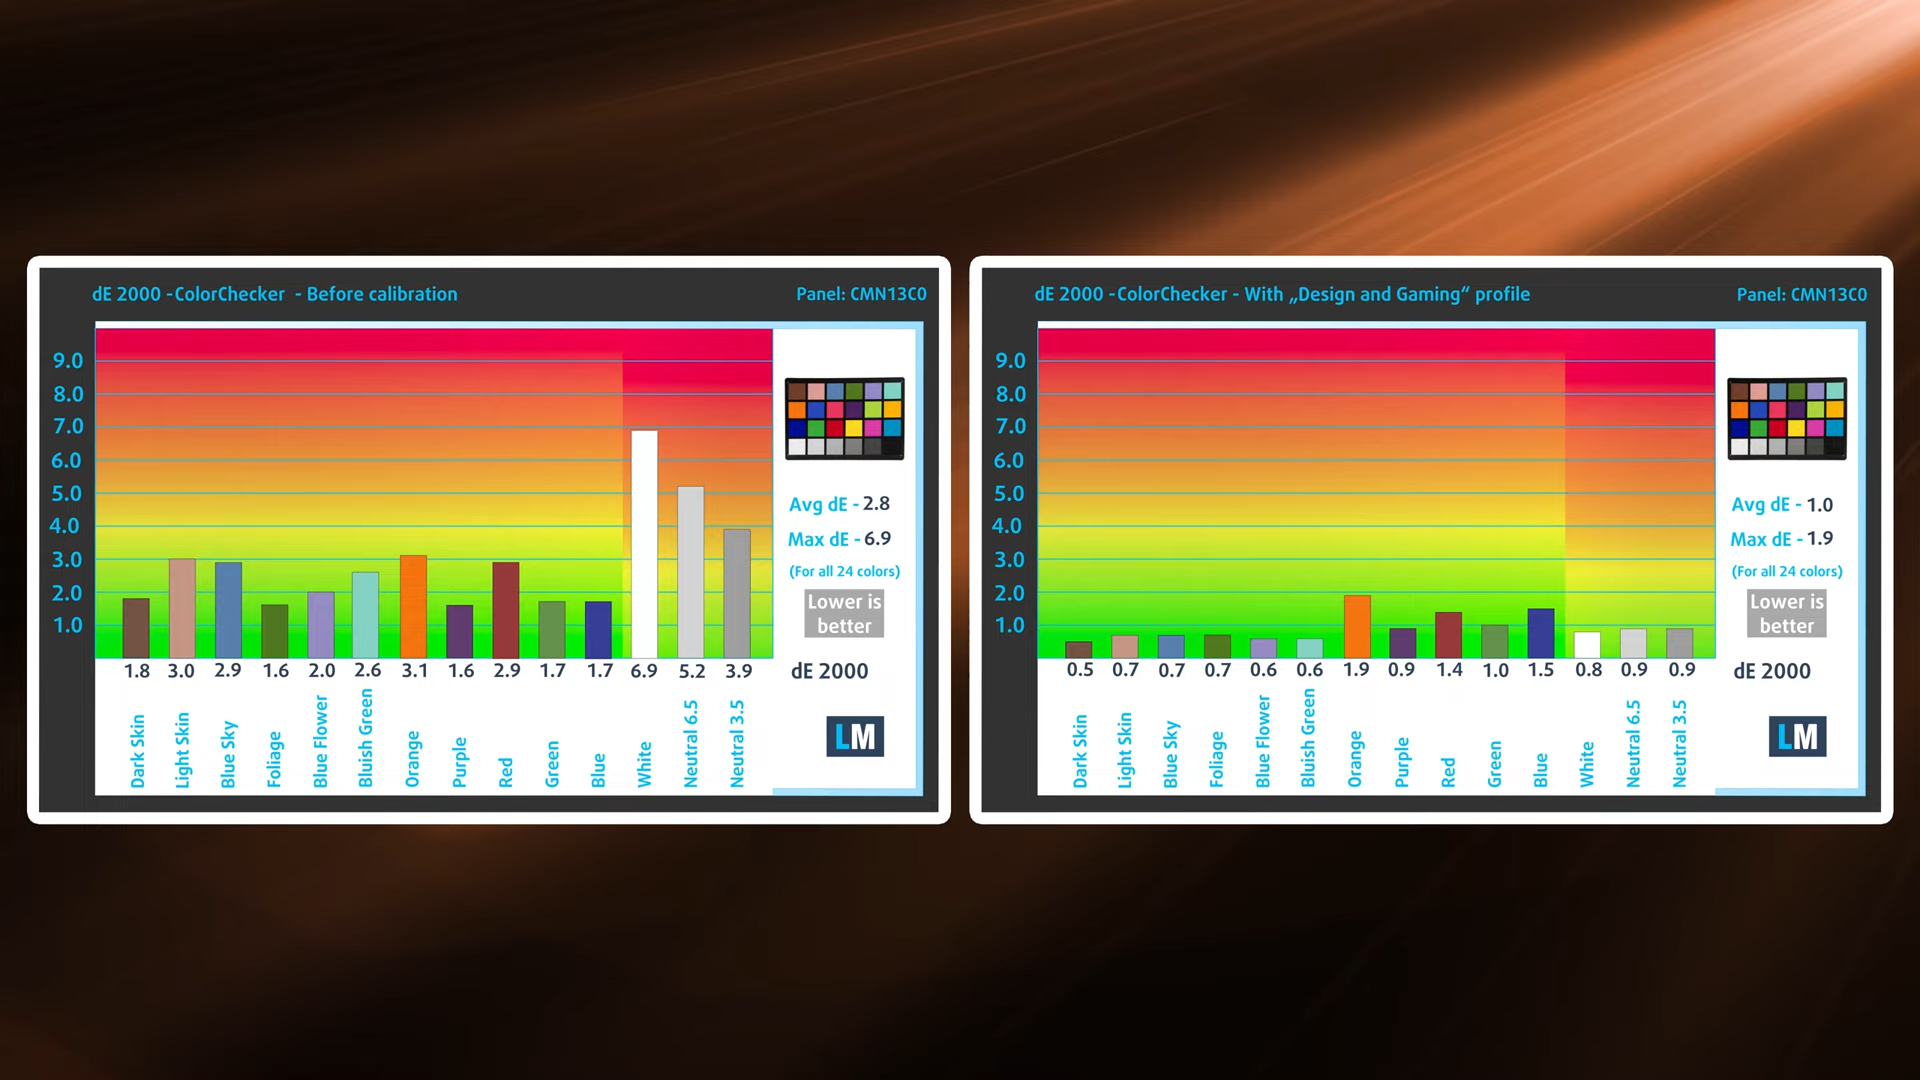 dE 2000 -ColorChecker - Before calibration
Panel: CMN13C0
9.0
8.0
7.0
6.0
5.0
4.0
3.0
2.0
1.0
Avg dE - 2.8
Max dE - 6.9
(For all 24 colors)
Lower is
better
1.8 3.0 2.9 1.6 2.0 2.6 3.1 1.6 2.9 1.7 1.7 6.9 5.2 3.9
dE 2000
Dark Skin
Light Skin
Blue Sky
Foliage
Blue Flower
Bluish Green
Orange
Purple
Red
Green
Blue
White
Neutral 6.5
Neutral 3.5
LM
dE 2000 -ColorChecker - With „Design and Gaming“ profile
Panel: CMN13C0
9.0
8.0
7.0
6.0
5.0
4.0
3.0
2.0
1.0
Avg dE - 1.0
Max dE - 1.9
(For all 24 colors)
Lower is
better
0.5 0.7 0.7 0.7 0.6 0.6 1.9 0.9 1.4 1.0 1.5 0.8 0.9 0.9
dE 2000
Dark Skin
Light Skin
Blue Sky
Foliage
Blue Flower
Bluish Green
Orange
Purple
Red
Green
Blue
White
Neutral 6.5
Neutral 3.5
LM